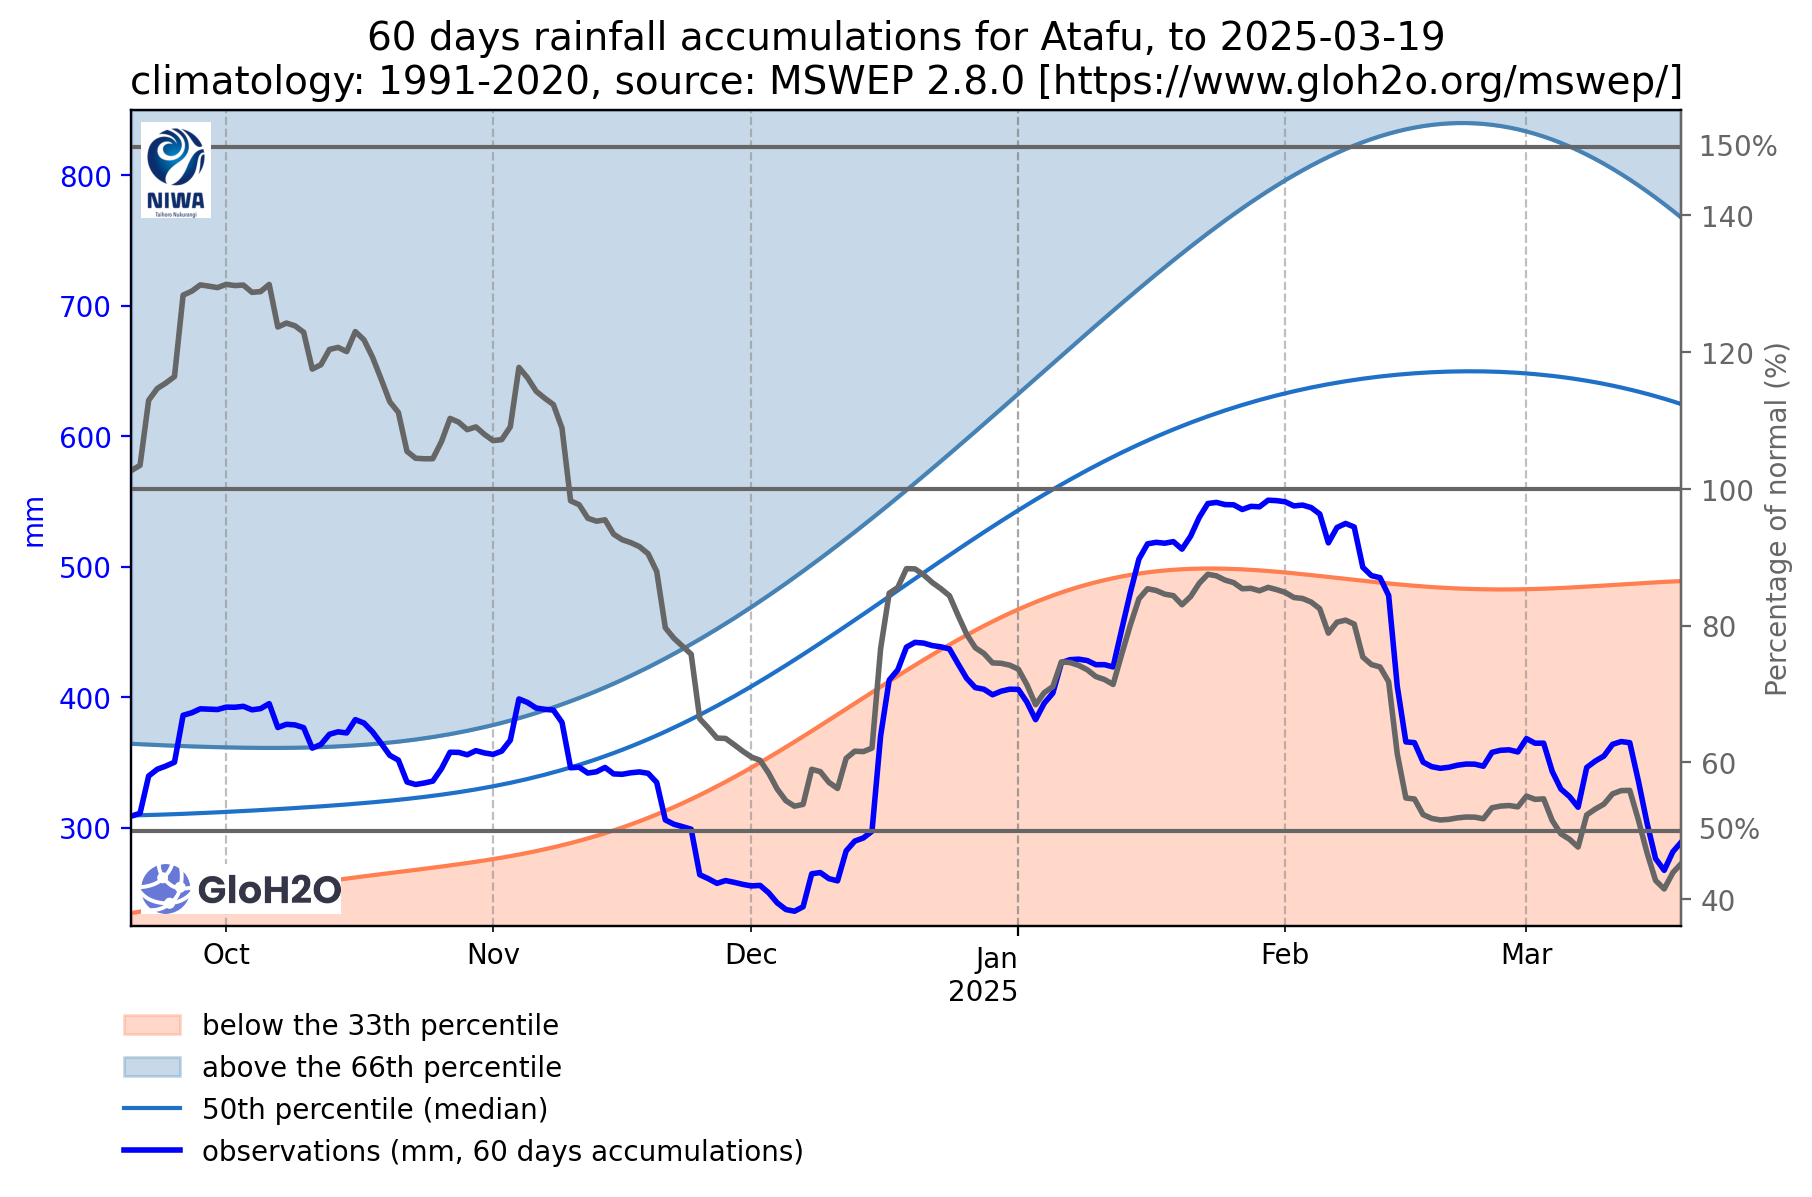 60 days rainfall accumulations for Atafu, to 2025-03-19
climatology: 1991-2020, source: MSWEP 2.8.0 [https://www.gloh2o.org/mswep/]
NIWA
Taihoro Nukurangi
800
700
600
500
400
300
mm
150%
140
120
100
80
60
50%
40
Percentage of normal (%)
GloH2O
Oct
Nov
Dec
Jan
2025
Feb
Mar
below the 33th percentile
above the 66th percentile
50th percentile (median)
observations (mm, 60 days accumulations)